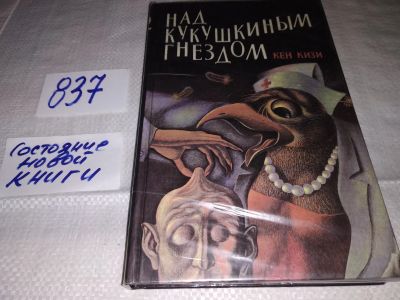 837
Состояние
новой
книги
НАД
КУКУШКИНЫМ
ГНЕЗДОМ
КЕН КИЗИ